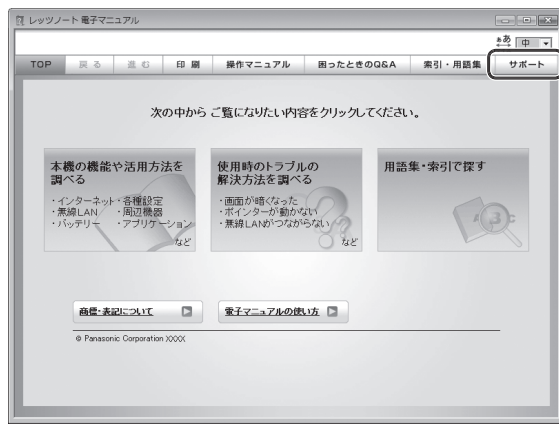 レッツノート 電子マニュアル
あ あ 中
TOP 戻る 進む 印刷 操作マニュアル 困ったときのQ&A 索引・用語集 サポート
次の中から ご覧になりたい内容をクリックしてください。
本機の機能や活用方法を
調べる
・インターネット・各種設定
・無線LAN ・周辺機器
・バッテリー ・アプリケーション
など
使用時のトラブルの
解決方法を調べる
・画面が暗くなった
・ポインターが動かない
・無線LANがつながらない
など
用語集・索引で探す
商標・表記について
電子マニュアルの使い方
© Panasonic Corporation XXXX